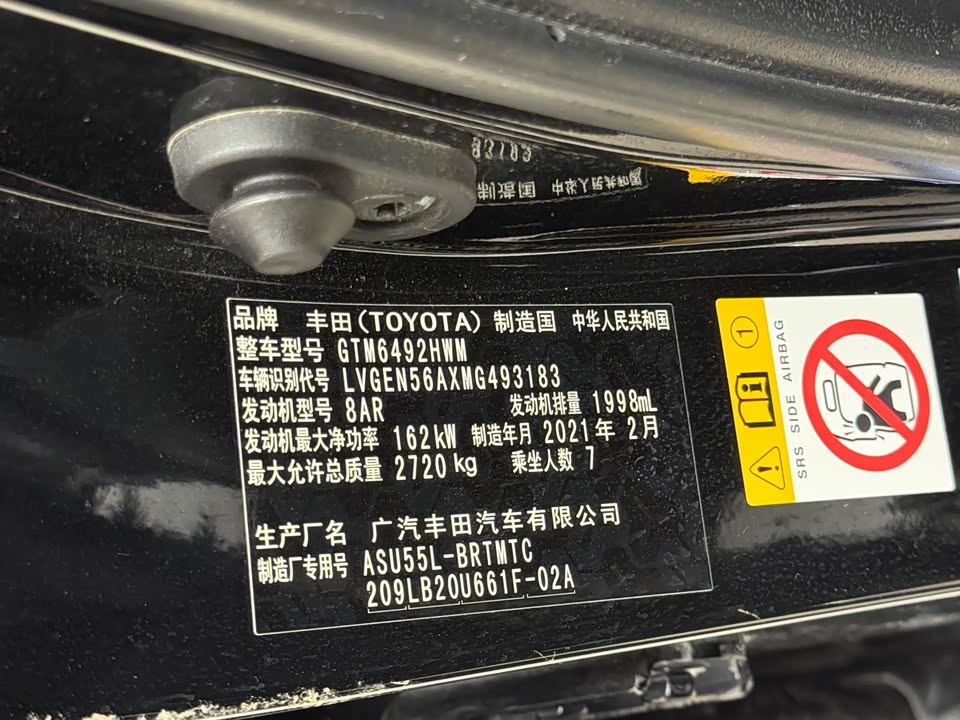 品牌 丰田(TOYOTA) 制造国 中华人民共和国
整车型号 GTM6492HWM
车辆识别代号 LVGEN56AXMG493183
发动机型号 8AR 发动机排量 1998mL
发动机最大净功率 162kW 制造年月 2021年 2月
最大允许总质量 2720kg 乘坐人数 7
生产厂名 广汽丰田汽车有限公司
制造厂专用号 ASU55L-BRTMTC
209LB20U661F-02A
1
SRS SIDE AIRBAG